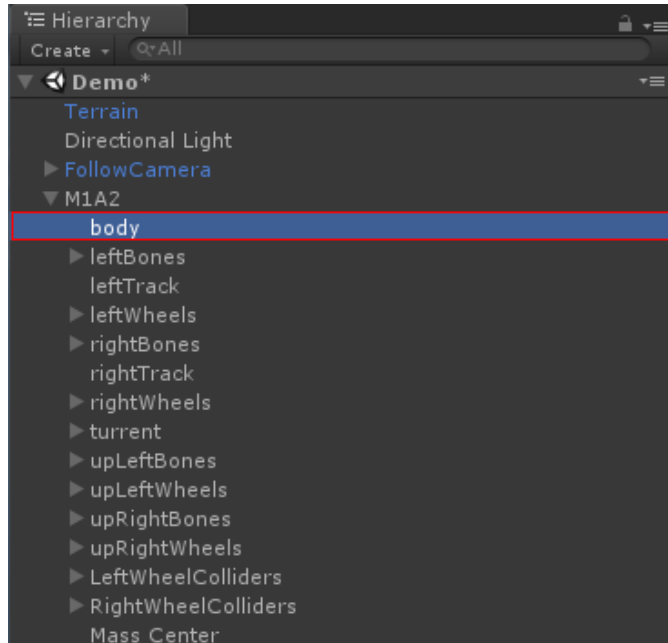 Hierarchy
Create All
Demo*
Terrain
Directional Light
FollowCamera
M1A2
body
leftBones
leftTrack
leftWheels
rightBones
rightTrack
rightWheels
turrent
upLeftBones
upLeftWheels
upRightBones
upRightWheels
LeftWheelColliders
RightWheelColliders
Mass Center